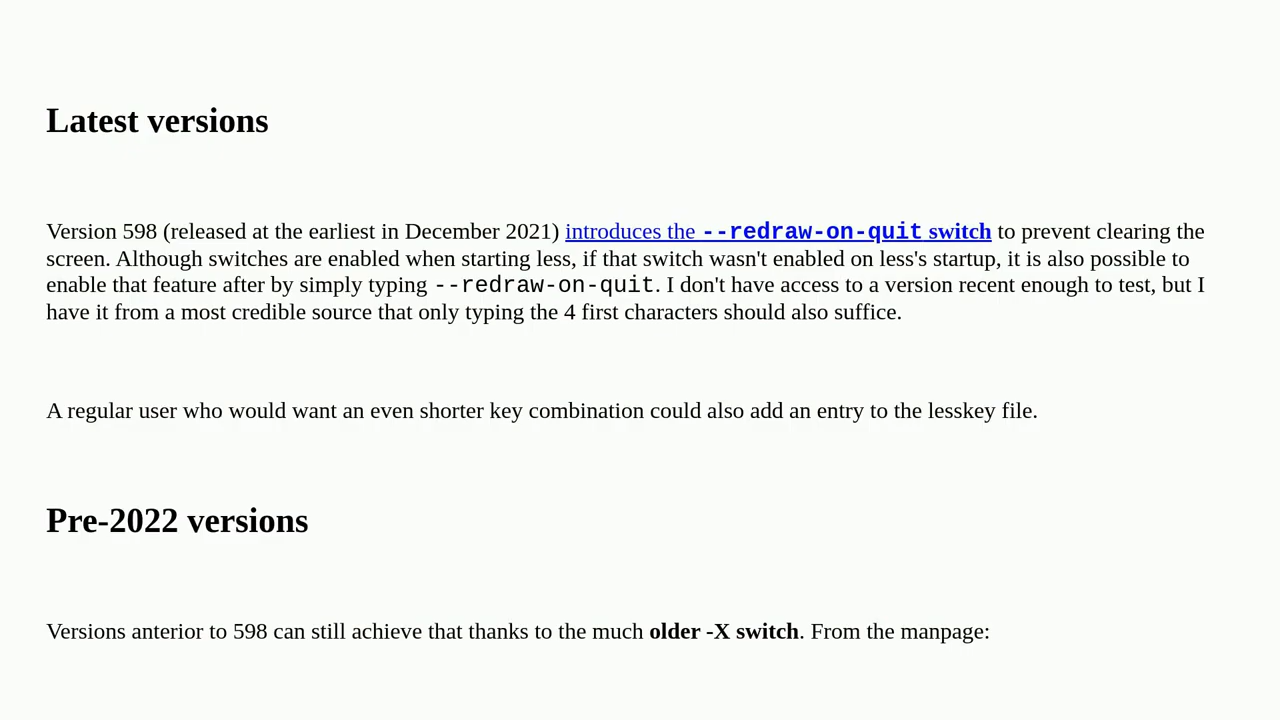 Latest versions
Version 598 (released at the earliest in December 2021) introduces the --redraw-on-quit switch to prevent clearing the
screen. Although switches are enabled when starting less, if that switch wasn't enabled on less's startup, it is also possible to
enable that feature after by simply typing --redraw-on-quit. I don't have access to a version recent enough to test, but I
have it from a most credible source that only typing the 4 first characters should also suffice.
A regular user who would want an even shorter key combination could also add an entry to the lesskey file.
Pre-2022 versions
Versions anterior to 598 can still achieve that thanks to the much older -X switch. From the manpage: